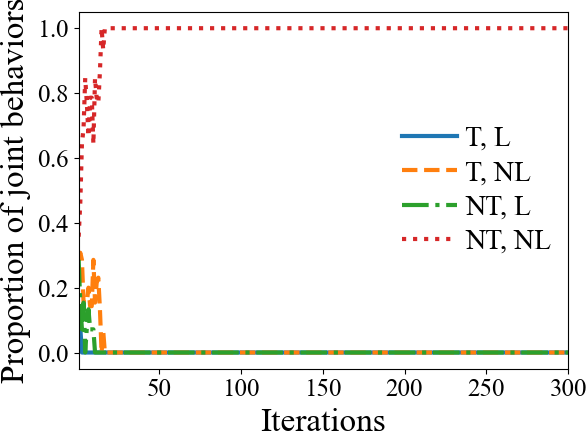 Proportion of joint behaviors
1.0
0.8
0.6
0.4
0.2
0.0
T, L
T, NL
NT, L
NT, NL
50
100
150
200
250
300
Iterations